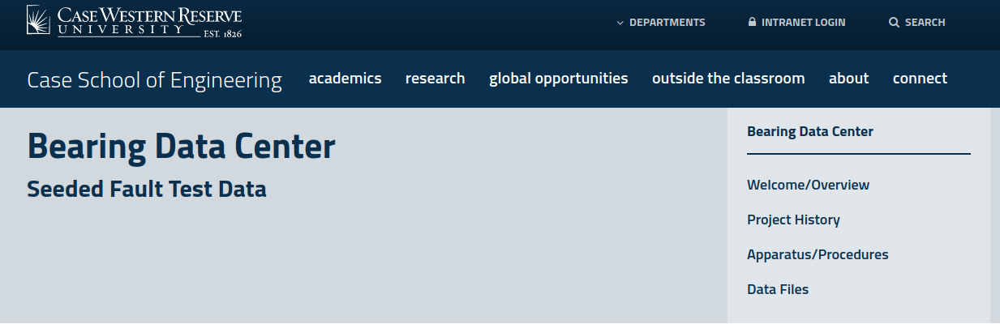 CASE WESTERN RESERVE
UNIVERSITY EST. 1826
DEPARTMENTS
INTRANET LOGIN
SEARCH
Case School of Engineering
academics
research
global opportunities
outside the classroom
about
connect
Bearing Data Center
Seeded Fault Test Data
Bearing Data Center
Welcome/Overview
Project History
Apparatus/Procedures
Data Files